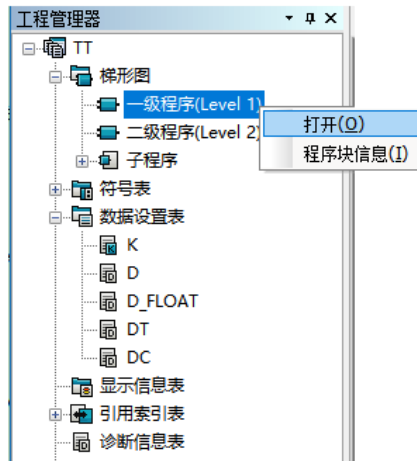 工程管理器
TT
梯形图
一级程序(Level 1)
打开(O)
二级程序(Level 2)
程序块信息(I)
子程序
符号表
数据设置表
K
D
D_FLOAT
DT
DC
显示信息表
引用索引表
诊断信息表